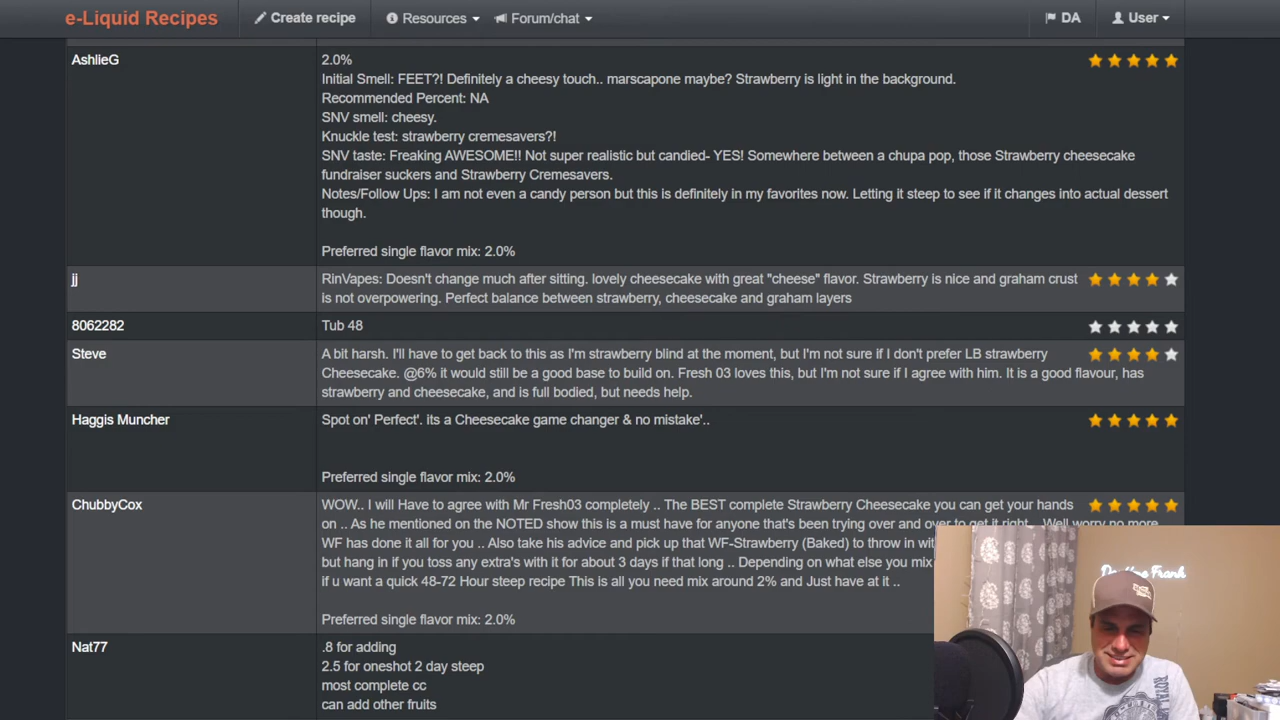 e-Liquid Recipes Create recipe Resources Forum/chat DA User
AshlieG
2.0%
Initial Smell: FEET?! Definitely a cheesy touch.. marscapone maybe? Strawberry is light in the background.
Recommended Percent: NA
SNV smell: cheesy.
Knuckle test: strawberry cremesavers?!
SNV taste: Freaking AWESOME!! Not super realistic but candied- YES! Somewhere between a chupa pop, those Strawberry cheesecake
fundraiser suckers and Strawberry Cremesavers.
Notes/Follow Ups: I am not even a candy person but this is definitely in my favorites now. Letting it steep to see if it changes into actual dessert
though.
Preferred single flavor mix: 2.0%
jj
RinVapes: Doesn't change much after sitting. lovely cheesecake with great "cheese" flavor. Strawberry is nice and graham crust
is not overpowering. Perfect balance between strawberry, cheesecake and graham layers
8062282
Tub 48
Steve
A bit harsh. I'll have to get back to this as I'm strawberry blind at the moment, but I'm not sure if I don't prefer LB strawberry
Cheesecake. @6% it would still be a good base to build on. Fresh 03 loves this, but I'm not sure if I agree with him. It is a good flavour, has
strawberry and cheesecake, and is full bodied, but needs help.
Haggis Muncher
Spot on' Perfect'. its a Cheesecake game changer & no mistake'..
Preferred single flavor mix: 2.0%
ChubbyCox
WOW.. I will Have to agree with Mr Fresh03 completely .. The BEST complete Strawberry Cheesecake you can get your hands
on .. As he mentioned on the NOTED show this is a must have for anyone that's been trying over and over to get it right.. Well worry no more
WF has done it all for you .. Also take his advice and pick up that WF-Strawberry (Baked) to throw in
but hang in if you toss any extra's with it for about 3 days if that long .. Depending on what else you mix
if u want a quick 48-72 Hour steep recipe This is all you need mix around 2% and Just have at it ..
Preferred single flavor mix: 2.0%
Nat77
.8 for adding
2.5 for oneshot 2 day steep
most complete cc
can add other fruits
Frank